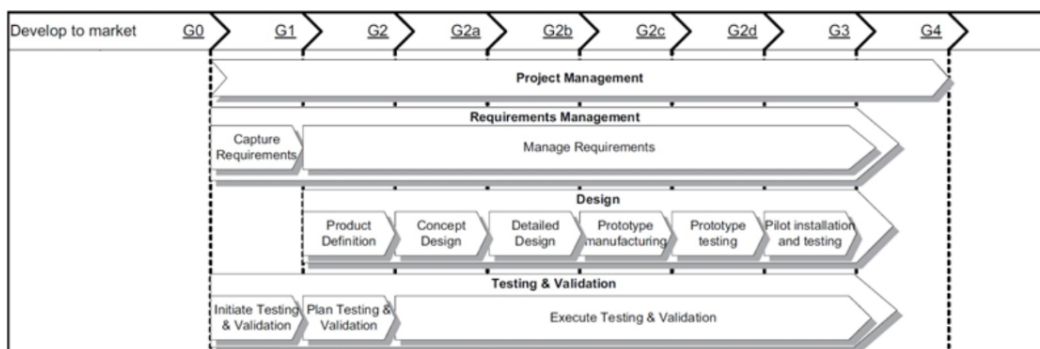 Develop to market G0 G1 G2 G2a G2b G2c G2d G3 G4
Project Management
Requirements Management
Capture
Requirements
Manage Requirements
Design
Product
Definition
Concept
Design
Detailed
Design
Prototype
manufacturing
Prototype
testing
Pilot installation
and testing
Testing & Validation
Initiate Testing
& Validation
Plan Testing &
Validation
Execute Testing & Validation